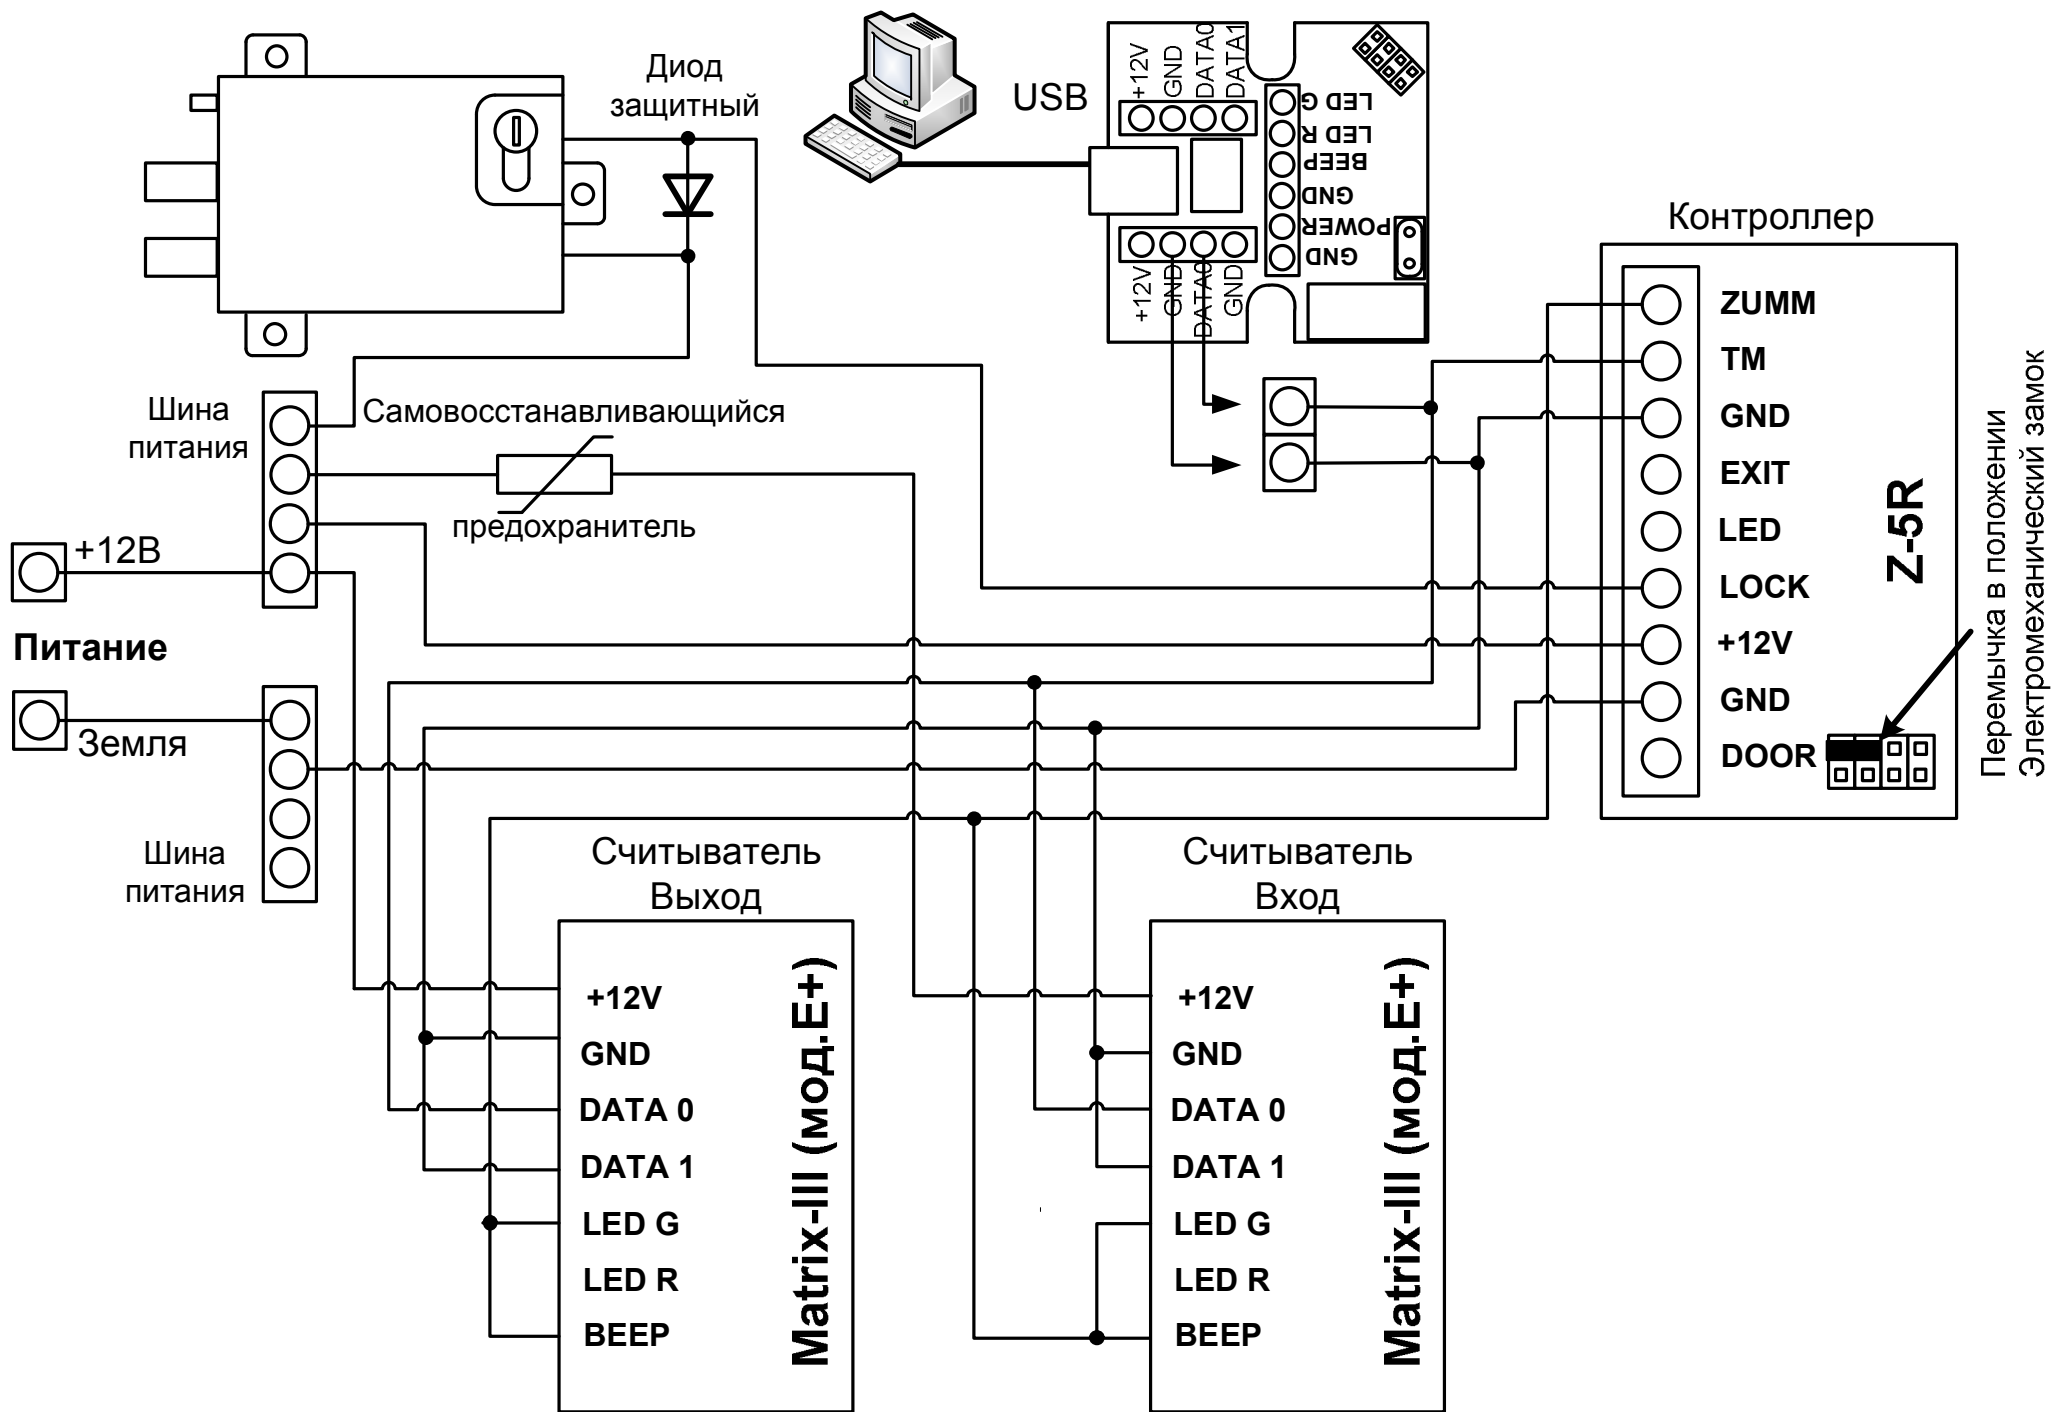 Диод
защитный
USB
+12V
GND
DATA0
DATA1
LED G
LED R
BEEP
GND
POWER
GND
+12V
GND
DATA0
GND
Контроллер
ZUMM
TM
GND
EXIT
LED
LOCK
+12V
GND
DOOR
Z-5R
Перемычка в положении
Электромеханический замок
Шина
питания
Самовосстанавливающийся
предохранитель
+12В
Питание
Земля
Шина
питания
Считыватель
Выход
+12V
GND
DATA 0
DATA 1
LED G
LED R
BEEP
Matrix-III (мод.E+)
Считыватель
Вход
+12V
GND
DATA 0
DATA 1
LED G
LED R
BEEP
Matrix-III (мод.E+)